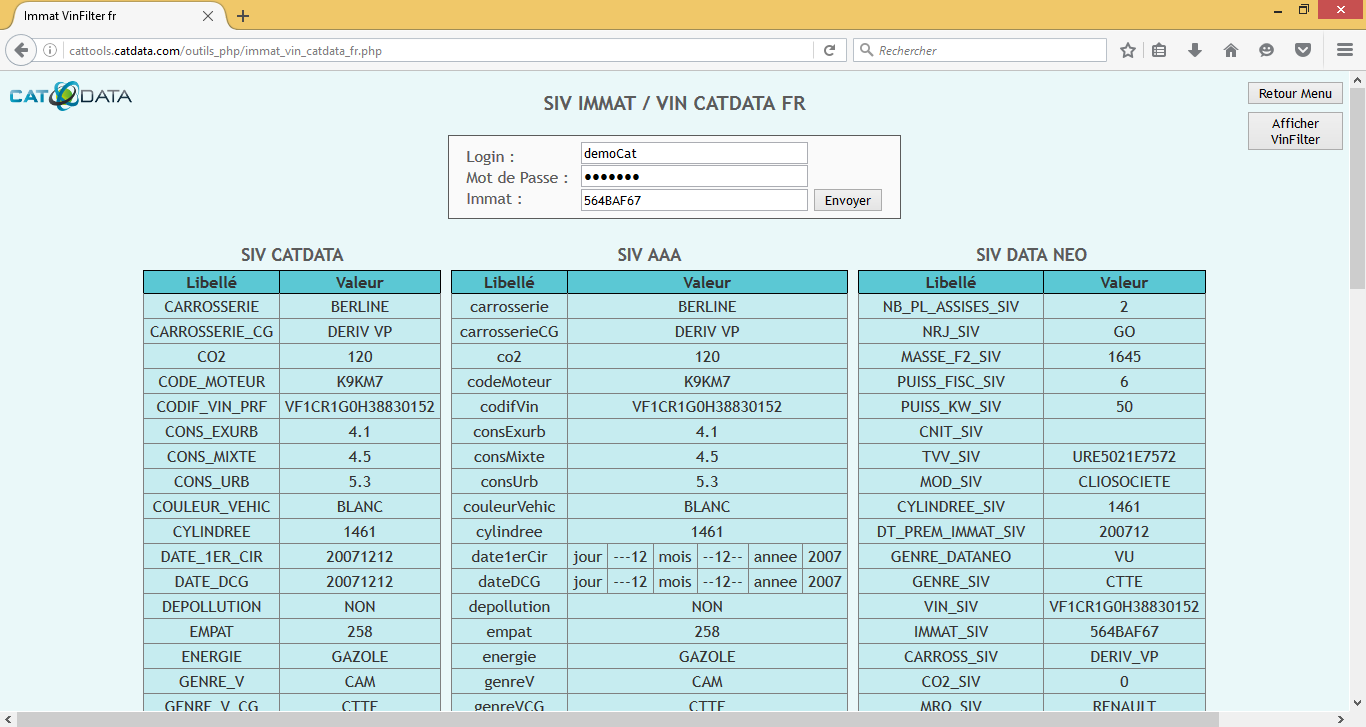 Immat VinFilter fr
cattools.catdata.com/outils_php/immat_vin_catdata_fr.php
Rechercher
CAT DATA
SIV IMMAT / VIN CATDATA FR
Retour Menu
Afficher
VinFilter
Login : demoCat
Mot de Passe : •••••••
Immat : 564BAF67 Envoyer
SIV CATDATA SIV AAA SIV DATA NEO
Libellé Valeur Libellé Valeur Libellé Valeur
CARROSSERIE BERLINE carrosserie BERLINE NB_PL_ASSISES_SIV 2
CARROSSERIE_CG DERIV VP carrosserieCG DERIV VP NRJ_SIV GO
CO2 120 co2 120 MASSE_F2_SIV 1645
CODE_MOTEUR K9KM7 codeMoteur K9KM7 PUISS_FISC_SIV 6
CODIF_VIN_PRF VF1CR1G0H38830152 codifVin VF1CR1G0H38830152 PUISS_KW_SIV 50
CONS_EXURB 4.1 consExurb 4.1 CNIT_SIV
CONS_MIXTE 4.5 consMixte 4.5 TVV_SIV URE5021E7572
CONS_URB 5.3 consUrb 5.3 MOD_SIV CLIOSOCIETE
COULEUR_VEHIC BLANC couleurVehic BLANC CYLINDREE_SIV 1461
CYLINDREE 1461 cylindree 1461 DT_PREM_IMMAT_SIV 200712
DATE_1ER_CIR 20071212 date1erCir jour ---12 mois --12-- annee 2007 GENRE_DATANEO VU
DATE_DCG 20071212 dateDCG jour ---12 mois --12-- annee 2007 GENRE_SIV CTTE
DEPOLLUTION NON depollution NON VIN_SIV VF1CR1G0H38830152
EMPAT 258 empat 258 IMMAT_SIV 564BAF67
ENERGIE GAZOLE energie GAZOLE CARROSS_SIV DERIV_VP
GENRE_V CAM genreV CAM CO2_SIV 0
GENRE_V_CG CTTE genreVCG CTTE MRQ_SIV RENAULT